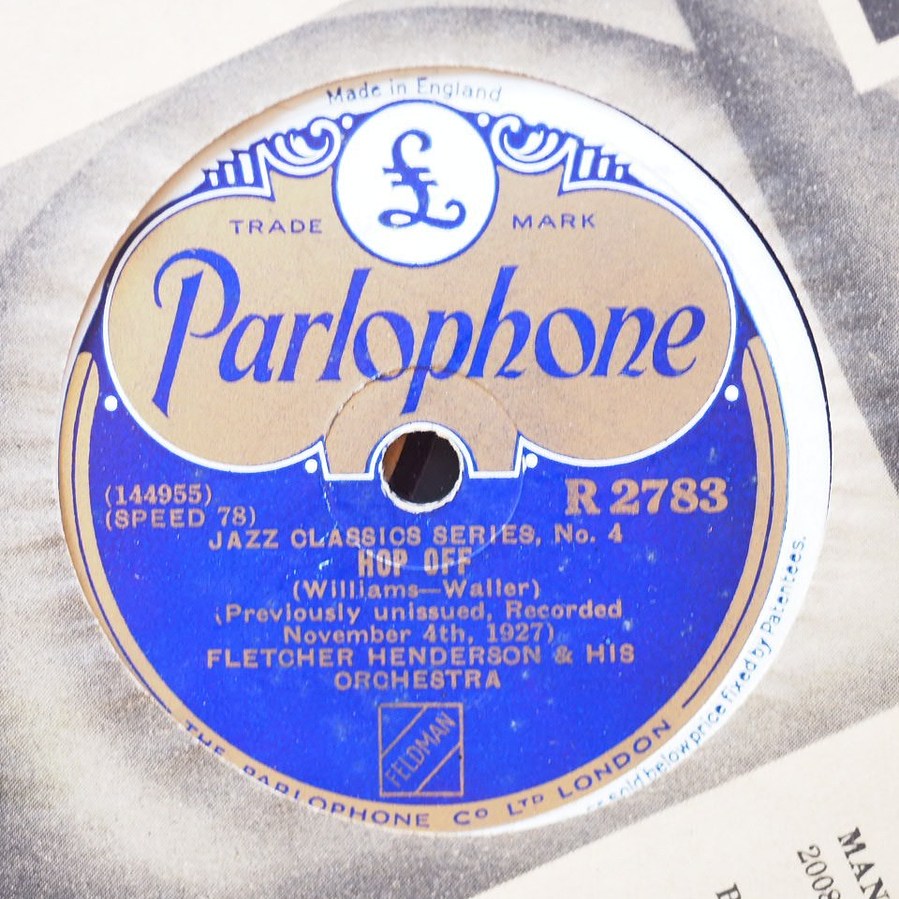 Made in England
£
TRADE MARK
Parlophone
(144955)
R 2783
(SPEED 78)
JAZZ CLASSICS SERIES, No. 4
HOP OFF
(Williams—Waller)
(Previously unissued, Recorded
November 4th, 1927)
FLETCHER HENDERSON & HIS
ORCHESTRA
FELDMAN
THE PARLOPHONE Co LTD LONDON
sold below price fixed by Patentees.
MAN
2008